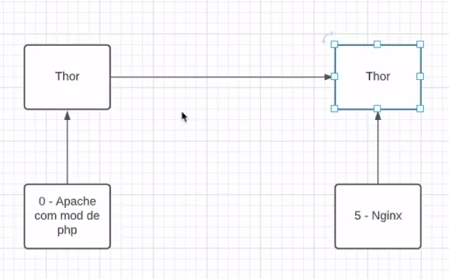 Thor
Thor
0 - Apache
com mod de
php
5 - Nginx